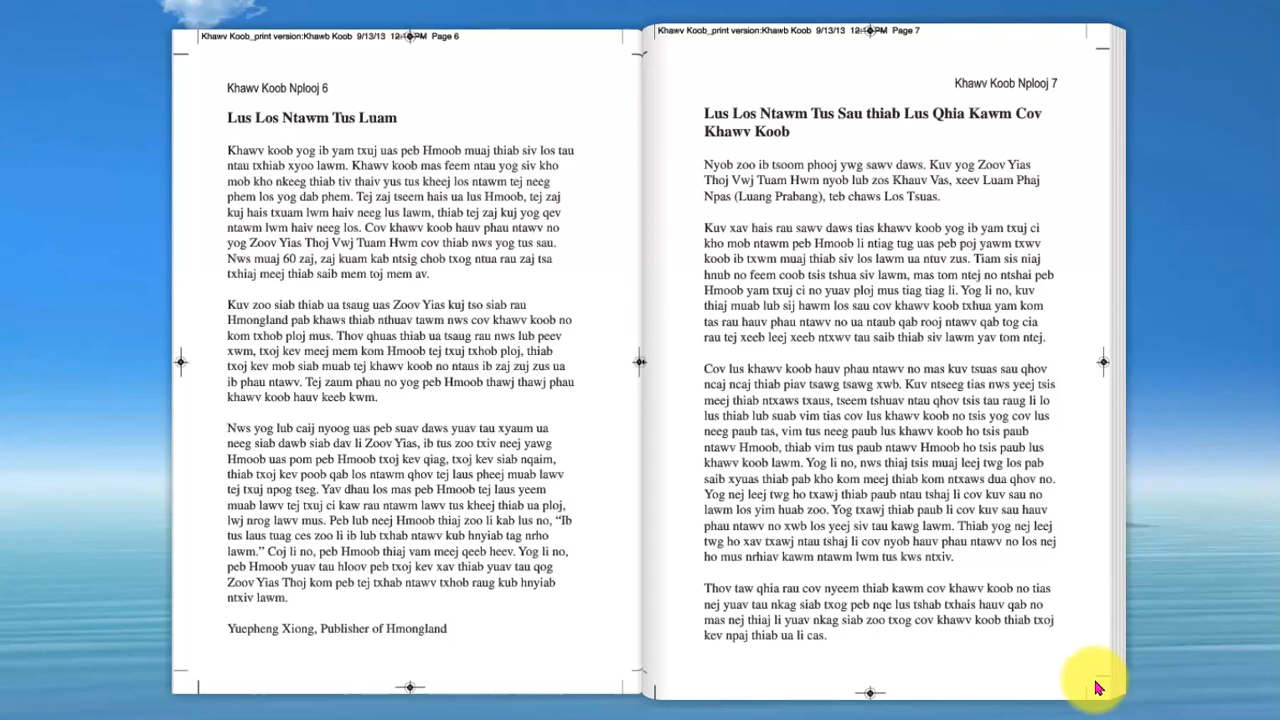 Khawv Koob_print version:Khawb Koob 9/13/13 PM Page 6
Khawv Koob Nplooj 6
Lus Los Ntawm Tus Luam
Khawv koob yog ib yam txuj uas peb Hmoob muaj thiab siv los tau
ntau txhiab xyoo lawm. Khawv koob mas feem ntau yog siv kho
mob kho nkeeg thiab tiv thaiv yus tus kheej los ntawm tej neeg
phem los yog dab phem. Tej zaj tseem hais ua lus Hmoob, tej zaj
kuj hais txuam lwm haiv neeg lus lawm, thiab tej zaj kuj yog qev
ntawm lwm haiv neeg los. Cov khawv koob hauv phau ntawv no
yog Zoov Yias Thoj Vwj Tuam Hwm cov thiab nws yog tus sau.
Nws muaj 60 zaj, zaj kuam kab ntsig chob txog ntua rau zaj tsa
txhiaj meej thiab saib mem toj mem av.
Kuv zoo siab thiab ua tsaug uas Zoov Yias kuj tso siab rau
Hmongland pab khaws thiab nthuav tawm nws cov khawv koob no
kom txhob ploj mus. Thov qhuas thiab ua tsaug rau nws lub peev
xwm, txoj kev meej mem kom Hmoob tej txuj txhob ploj, thiab
txoj kev mob siab muab tej khawv koob no ntaus ib zaj zuj zus ua
ib phau ntawv. Tej zaum phau no yog peb Hmoob thawj thawj phau
khawv koob hauv keeb kwm.
Nws yog lub caij nyoog uas peb suav daws yuav tau xyaum ua
neeg siab dawb siab dav li Zoov Yias, ib tus zoo txiv neej yawg
Hmoob uas pom peb Hmoob txoj kev qiag, txoj kev siab nqaim,
thiab txoj kev poob qab los ntawm qhov tej laus pheej muab lawv
tej txuj npog tseg. Yav dhau los mas peb Hmoob tej laus yeem
muab lawv tej txuj ci kaw rau ntawm lawv tus kheej thiab ua ploj,
lwj nrog lawv mus. Peb lub neej Hmoob thiaj zoo li kab lus no, “Ib
tus laus tuag ces zoo li ib lub txhab ntawv kub hnyiab tag nrho
lawm.” Coj li no, peb Hmoob thiaj vam meej qeeb heev. Yog li no,
peb Hmoob yuav tau hloov peb txoj kev xav thiab yuav tau qog
Zoov Yias Thoj kom peb tej txhab ntawv txhob raug kub hnyiab
ntxiv lawm.
Yuepheng Xiong, Publisher of Hmongland
Khawv Koob_print version:Khawb Koob 9/13/13 PM Page 7
Khawv Koob Nplooj 7
Lus Los Ntawm Tus Sau thiab Lus Qhia Kawm Cov
Khawv Koob
Nyob zoo ib tsoom phooj ywg sawv daws. Kuv yog Zoov Yias
Thoj Vwj Tuam Hwm nyob lub zos Khauv Vas, xeev Luam Phaj
Npas (Luang Prabang), teb chaws Los Tsuas.
Kuv xav hais rau sawv daws tias khawv koob yog ib yam txuj ci
kho mob ntawm peb Hmoob li ntiag tug uas peb poj yawm txwv
koob ib txwm muaj thiab siv los lawm ua ntuv zus. Tiam sis niaj
hnub no feem coob tsis tshua siv lawm, mas tom ntej no ntshai peb
Hmoob yam txuj ci no yuav ploj mus tiag tiag li. Yog li no, kuv
thiaj muab lub sij hawm los sau cov khawv koob txhua yam kom
tas rau hauv phau ntawv no ua ntaub qab rooj ntawv qab tog cia
rau tej xeeb leej xeeb ntxwv tau saib thiab siv lawm yav tom ntej.
Cov lus khawv koob hauv phau ntawv no mas kuv tsuas sau qhov
ncaj ncaj thiab piav tsawg tsawg xwb. Kuv ntseeg tias nws yeej tsis
meej thiab ntxaws txaus, tseem tshuav ntau qhov tsis tau raug li lo
lus thiab lub suab vim tias cov lus khawv koob no tsis yog cov lus
neeg paub tas, vim tus neeg paub lus khawv koob ho tsis paub
ntawv Hmoob, thiab vim tus paub ntawv Hmoob ho tsis paub lus
khawv koob lawm. Yog li no, nws thiaj tsis muaj leej twg los pab
saib xyuas thiab pab kho kom meej thiab kom ntxaws dua qhov no.
Yog nej leej twg ho txawj thiab paub ntau tshaj li cov kuv sau no
lawm los yim huab zoo. Yog txawj thiab paub li cov kuv sau hauv
phau ntawv no xwb los yeej siv tau kawg lawm. Thiab yog nej leej
twg ho xav txawj ntau tshaj li cov nyob hauv phau ntawv no los nej
ho mus nrhiav kawm ntawm lwm tus kws ntxiv.
Thov taw qhia rau cov nyeem thiab kawm cov khawv koob no tias
nej yuav tau nkag siab txog peb nqe lus tshab txhais hauv qab no
mas nej thiaj li yuav nkag siab zoo txog cov khawv koob thiab txoj
kev npaj thiab ua li cas.